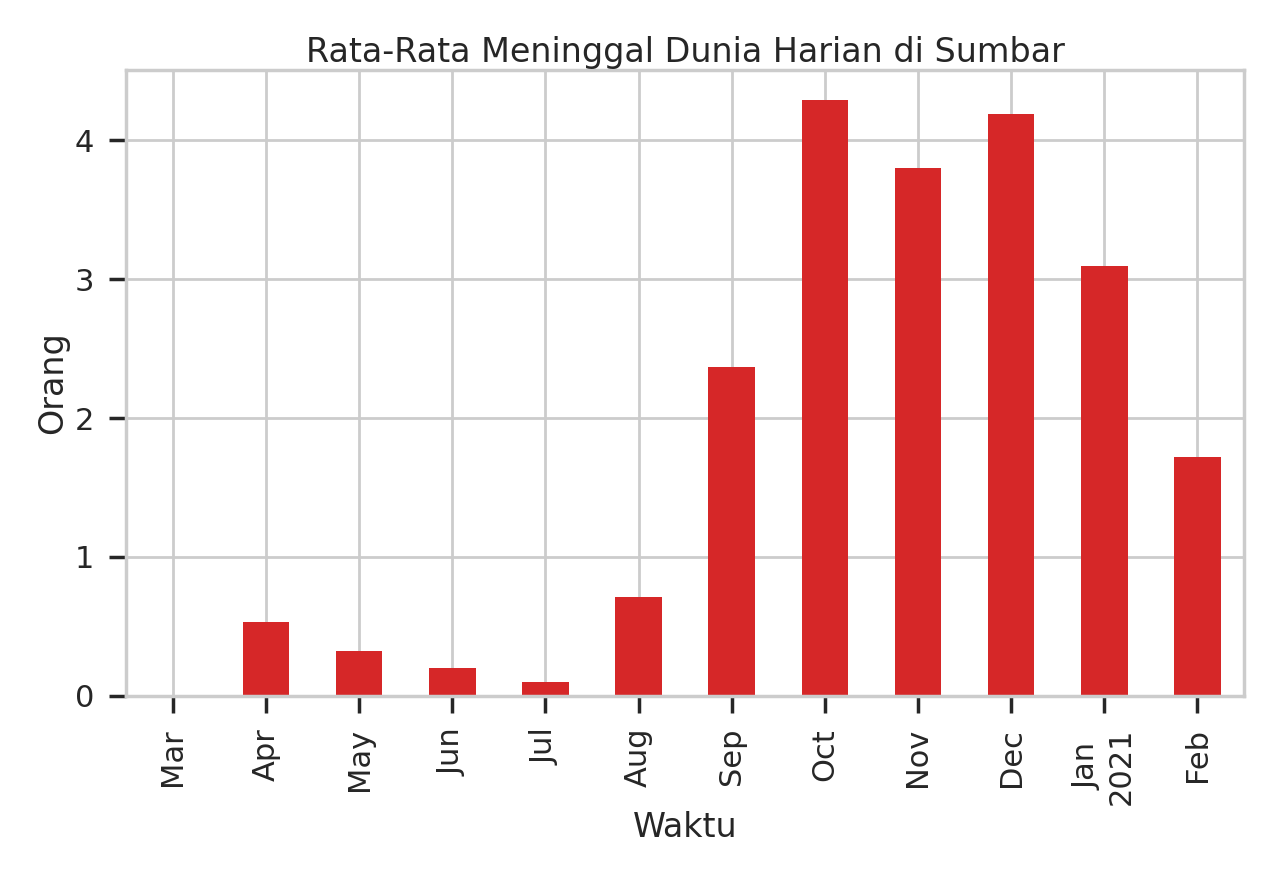 Rata-Rata Meninggal Dunia Harian di Sumbar
Orang
4
3
2
1
0
Mar
Apr
May
Jun
Jul
Aug
Sep
Oct
Nov
Dec
Jan
2021
Feb
Waktu